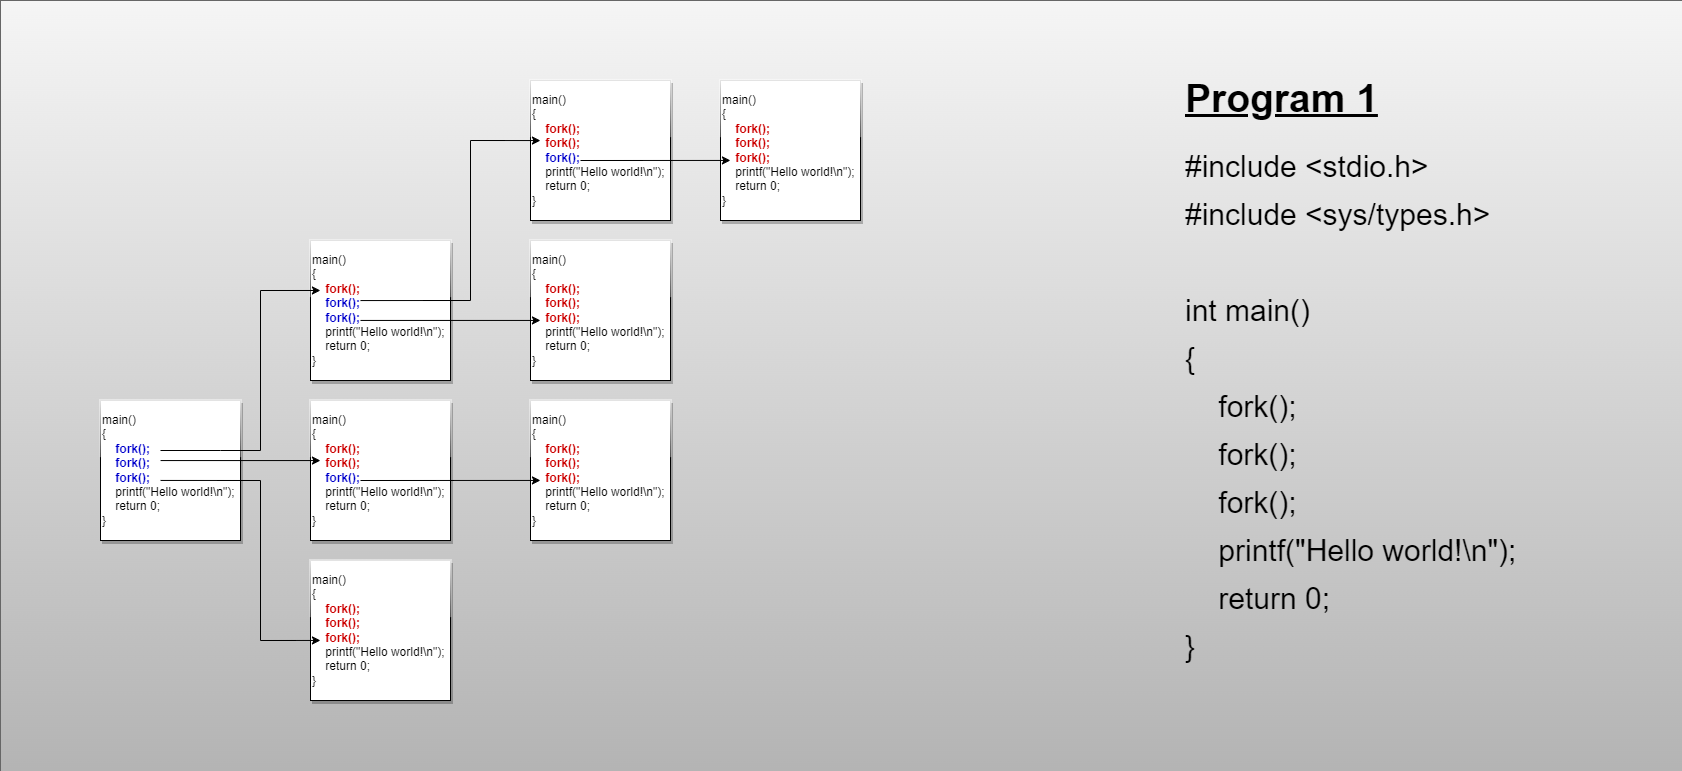 main()
{
fork();
fork();
fork();
printf("Hello world!\n");
return 0;
}
main()
{
fork();
fork();
fork();
printf("Hello world!\n");
return 0;
}
main()
{
fork();
fork();
fork();
printf("Hello world!\n");
return 0;
}
main()
{
fork();
fork();
fork();
printf("Hello world!\n");
return 0;
}
main()
{
fork();
fork();
fork();
printf("Hello world!\n");
return 0;
}
main()
{
fork();
fork();
fork();
printf("Hello world!\n");
return 0;
}
main()
{
fork();
fork();
fork();
printf("Hello world!\n");
return 0;
}
main()
{
fork();
fork();
fork();
printf("Hello world!\n");
return 0;
}
Program 1
#include <stdio.h>
#include <sys/types.h>
int main()
{
fork();
fork();
fork();
printf("Hello world!\n");
return 0;
}